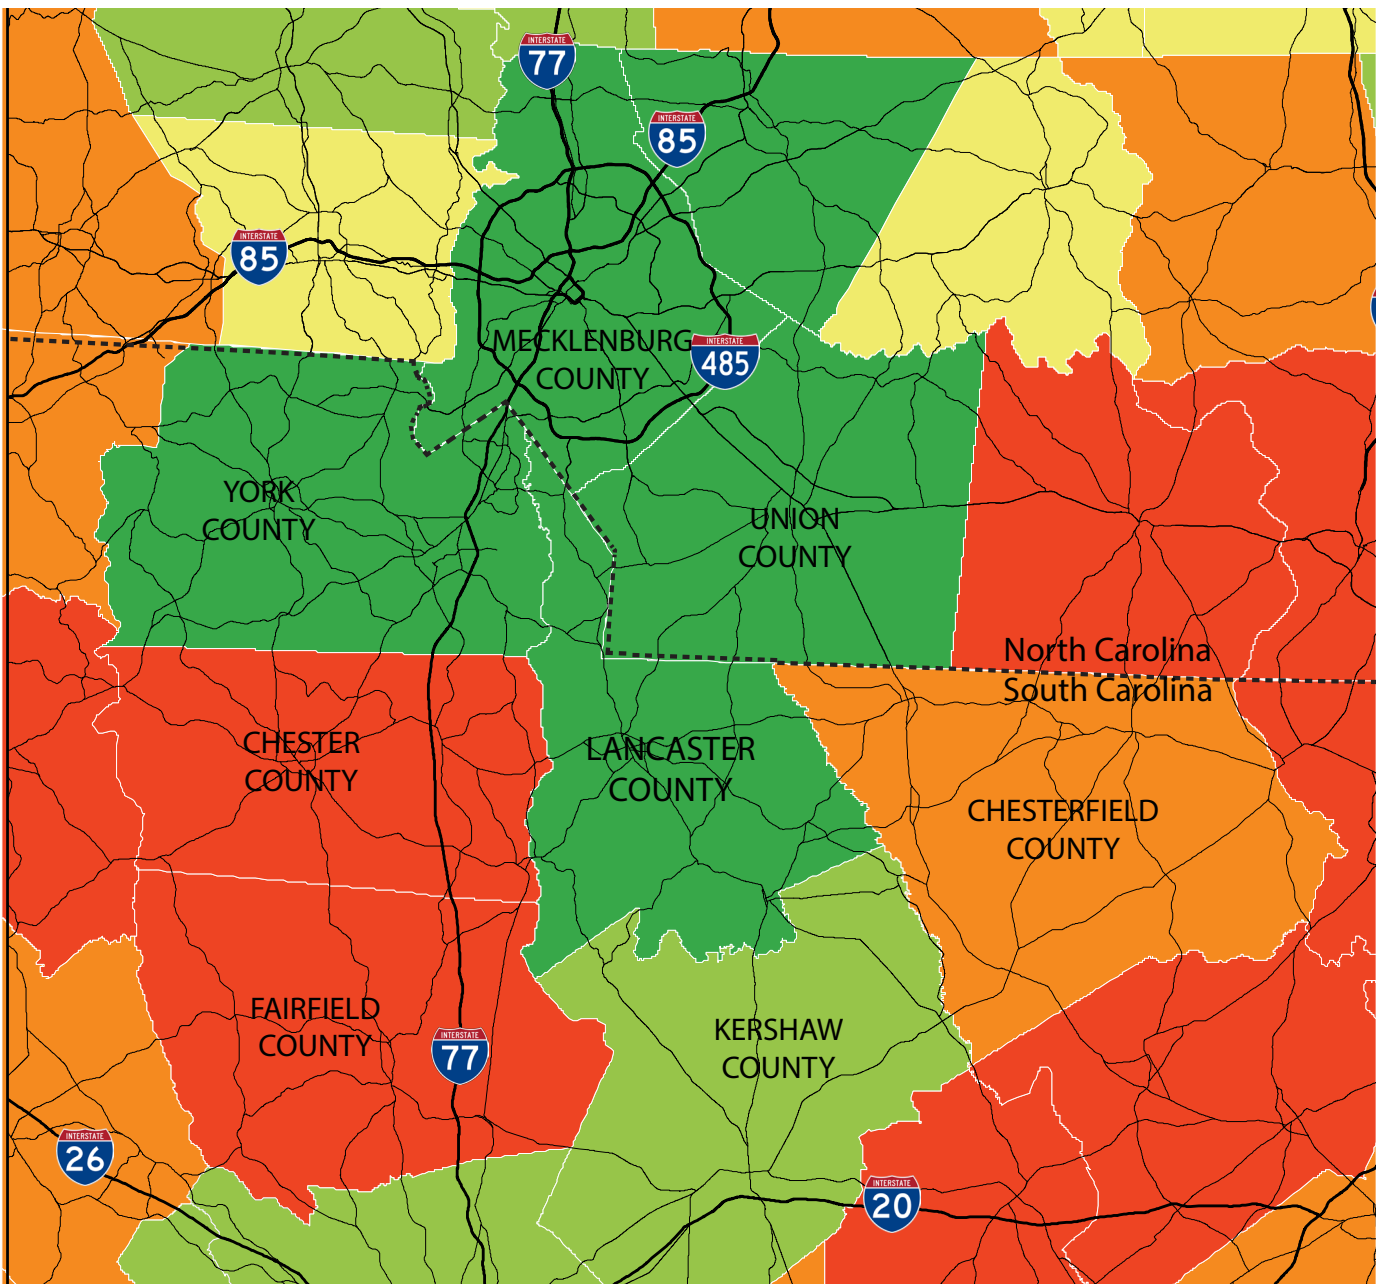 INTERSTATE
77
INTERSTATE
85
INTERSTATE
85
MECKLENBURG
COUNTY
INTERSTATE
485
YORK
COUNTY
UNION
COUNTY
North Carolina
South Carolina
CHESTER
COUNTY
LANCASTER
COUNTY
CHESTERFIELD
COUNTY
FAIRFIELD
COUNTY
INTERSTATE
77
KERSHAW
COUNTY
INTERSTATE
26
INTERSTATE
20